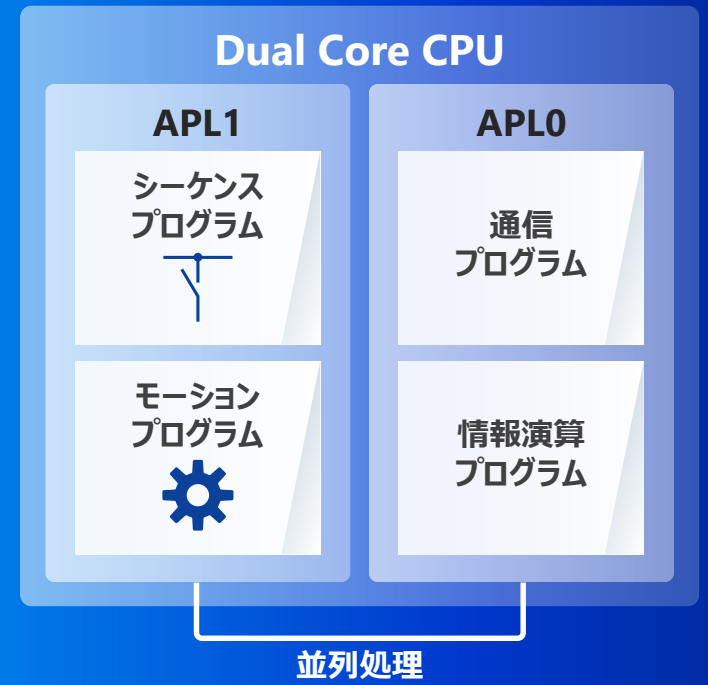 Dual Core CPU
APL1
シーケンス
プログラム
モーション
プログラム
APL0
通信
プログラム
情報演算
プログラム
並列処理